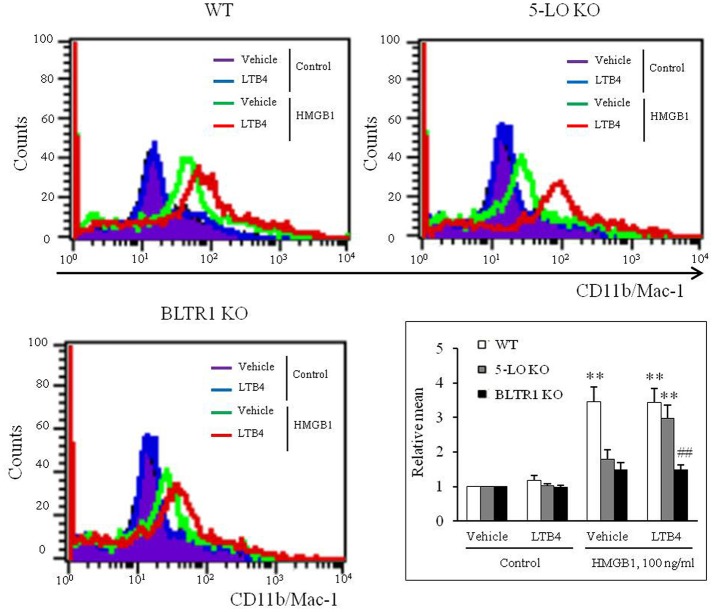 WT
100
80
60
40
20
0
Counts
Vehicle
LTB4
Control
Vehicle
LTB4
HMGB1
10⁰ 10¹ 10² 10³ 10⁴
5-LO KO
100
80
60
40
20
0
Counts
Vehicle
LTB4
Control
Vehicle
LTB4
HMGB1
10⁰ 10¹ 10² 10³ 10⁴
CD11b/Mac-1
BLTR1 KO
100
80
60
40
20
0
Counts
Vehicle
LTB4
Control
Vehicle
LTB4
HMGB1
10⁰ 10¹ 10² 10³ 10⁴
CD11b/Mac-1
5
4
3
2
1
0
Relative mean
WT
5-LO KO
BLTR1 KO
** **
**
##
Vehicle LTB4 Vehicle LTB4
Control HMGB1, 100 ng/ml